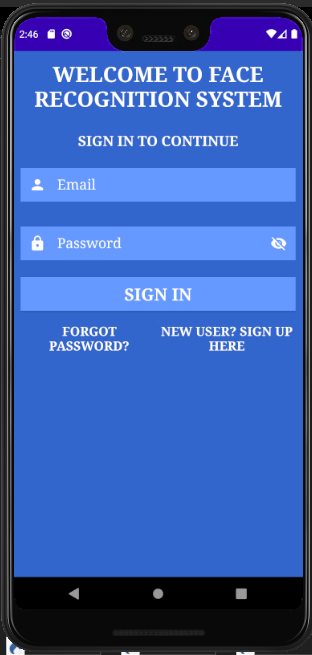 2:46
WELCOME TO FACE
RECOGNITION SYSTEM
SIGN IN TO CONTINUE
Email
Password
SIGN IN
FORGOT
PASSWORD?
NEW USER? SIGN UP
HERE